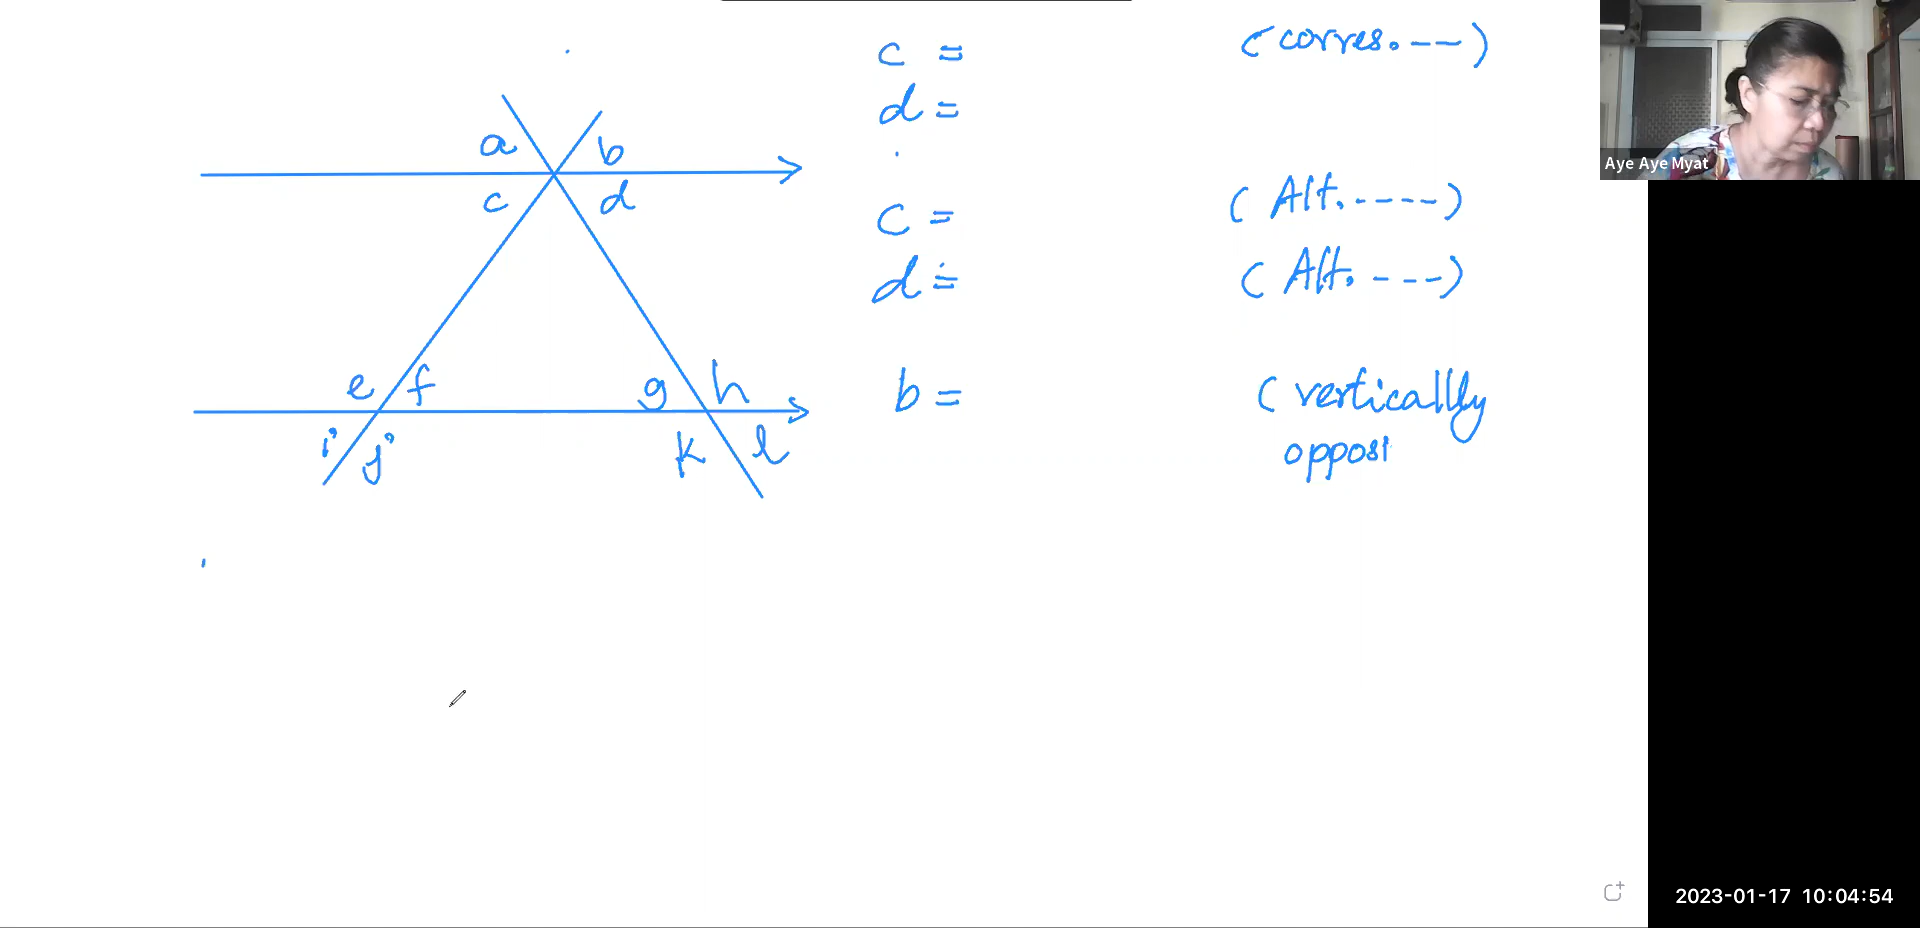 c = (corres. --)
d =
a b
c d
c = (Alt. ----)
d = (Alt. ---)
e f g h
b = (vertically
opposi
i j k l
Aye Aye Myat
2023-01-17 10:04:54